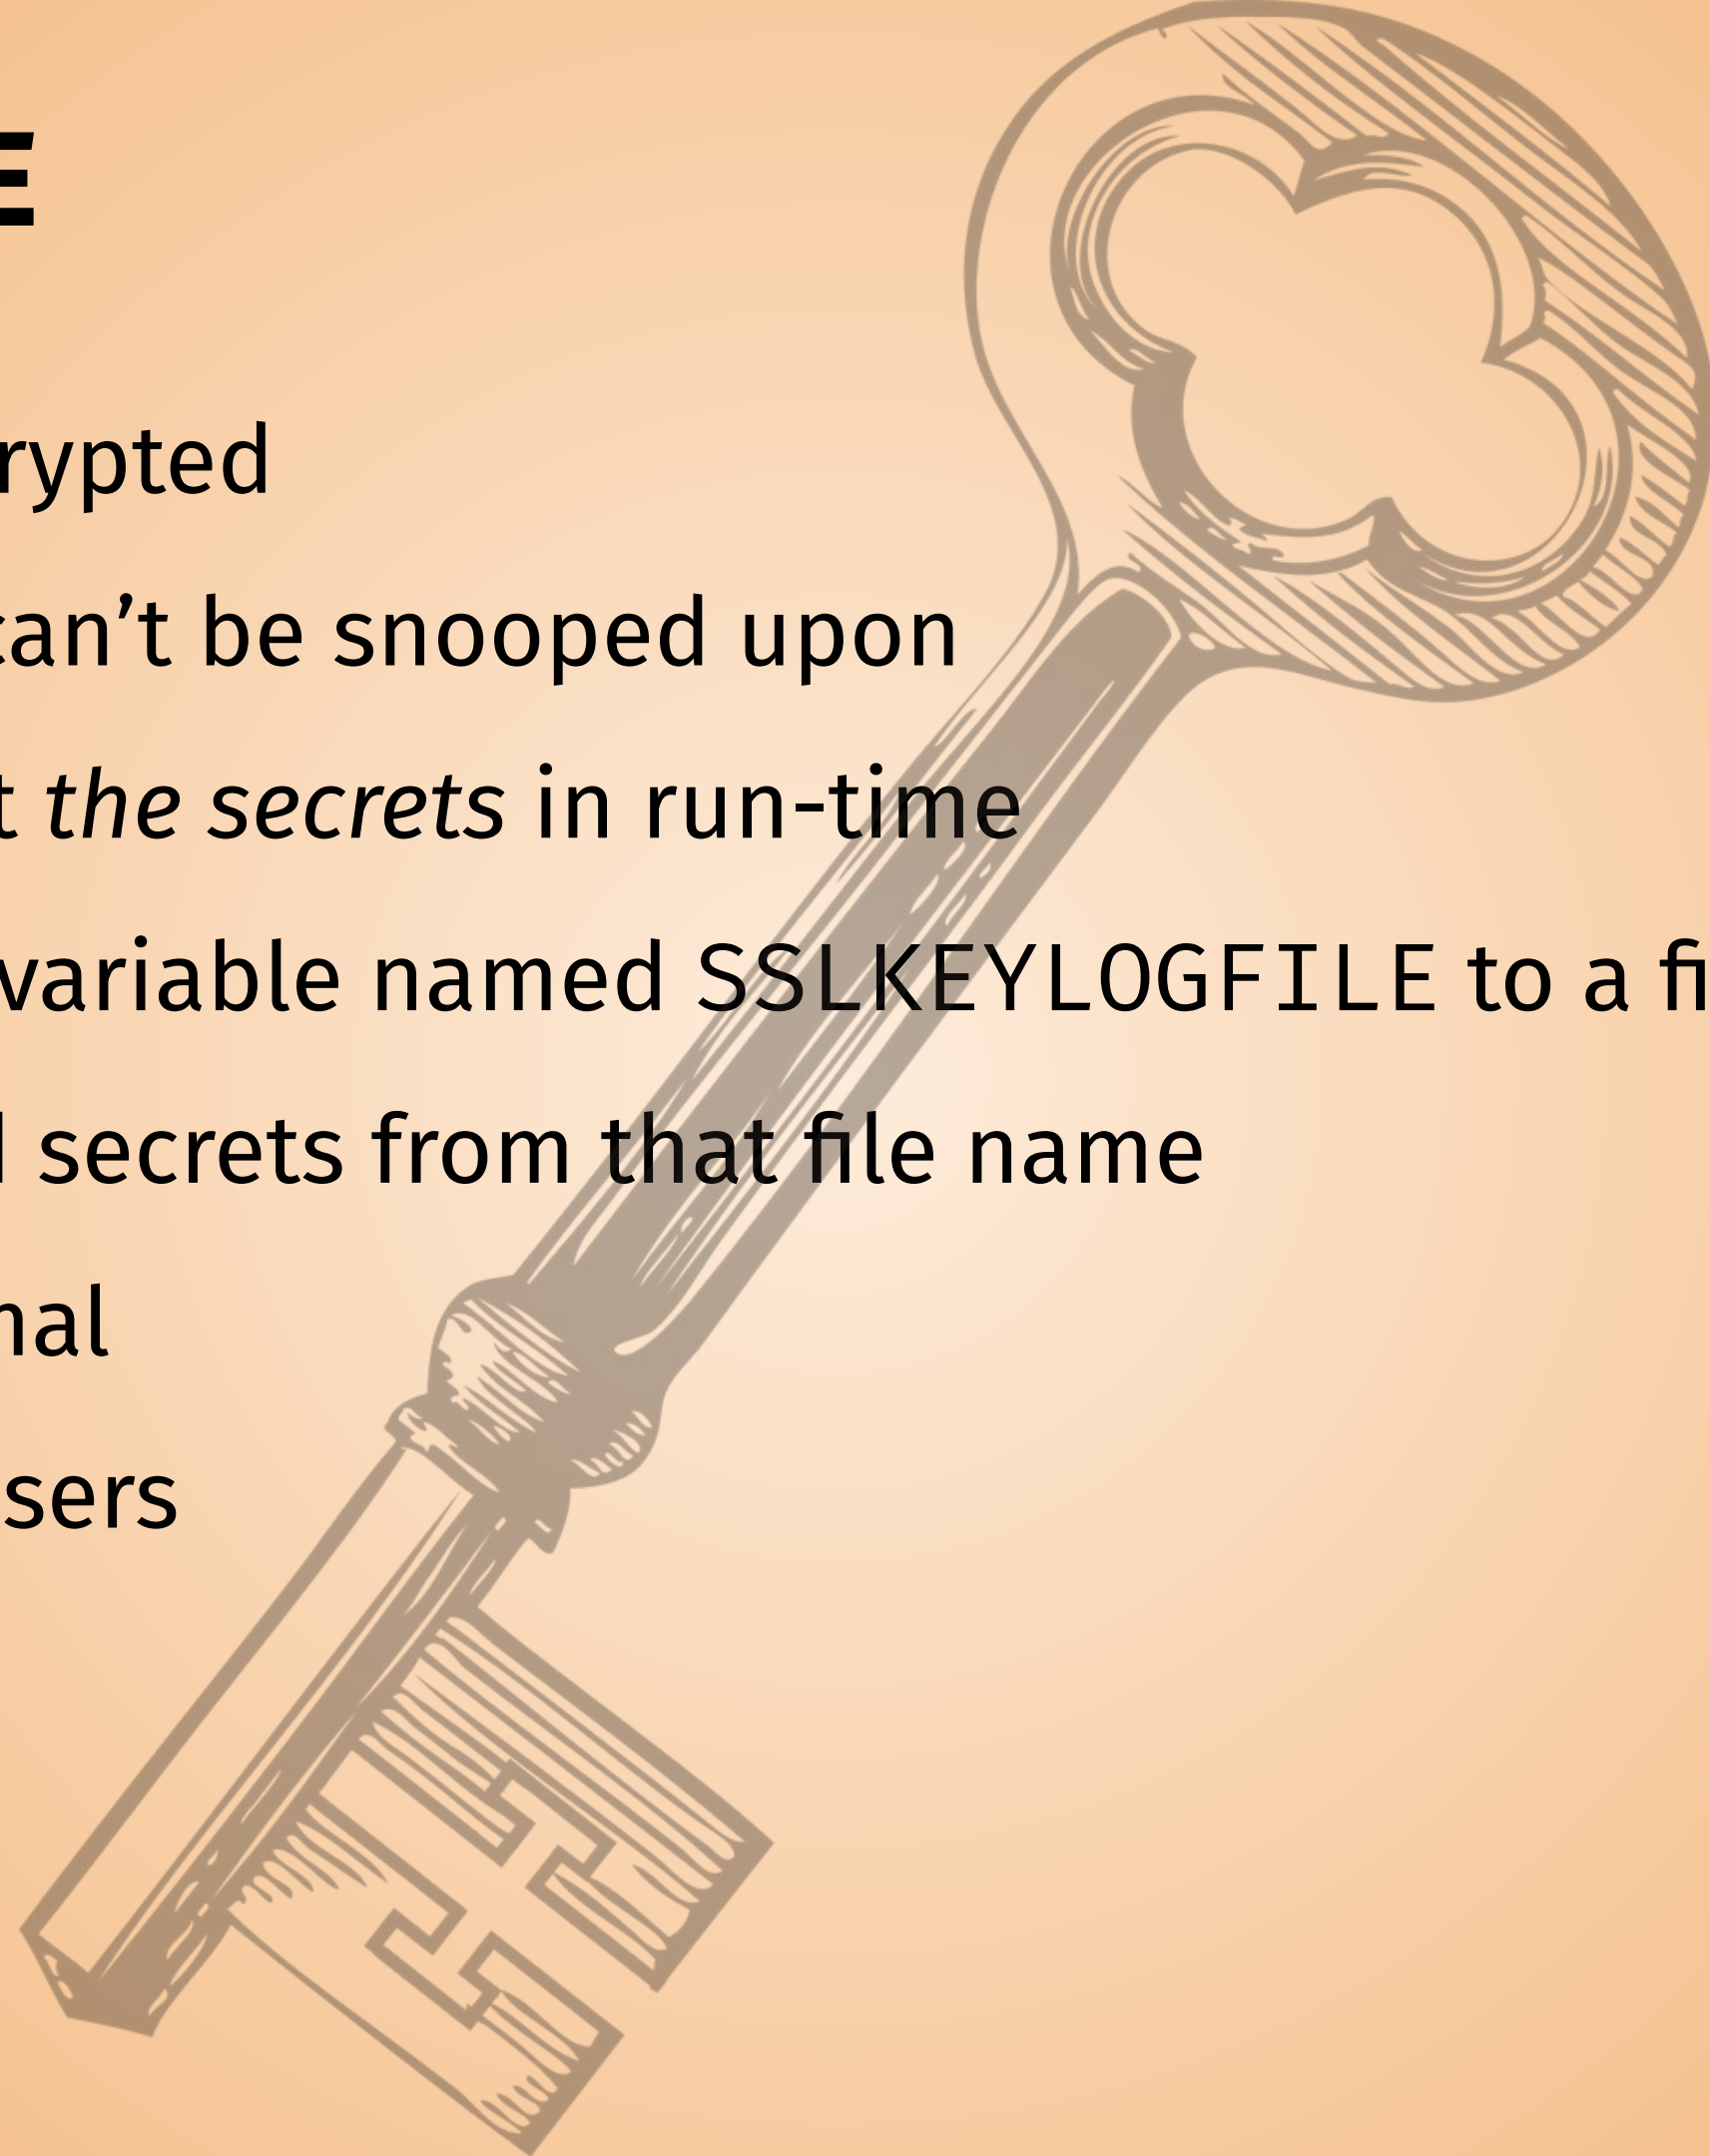 E
rypted
can’t be snooped upon
t the secrets in run-time
variable named SSLKEYLOGFILE to a fi
secrets from that file name
nal
sers